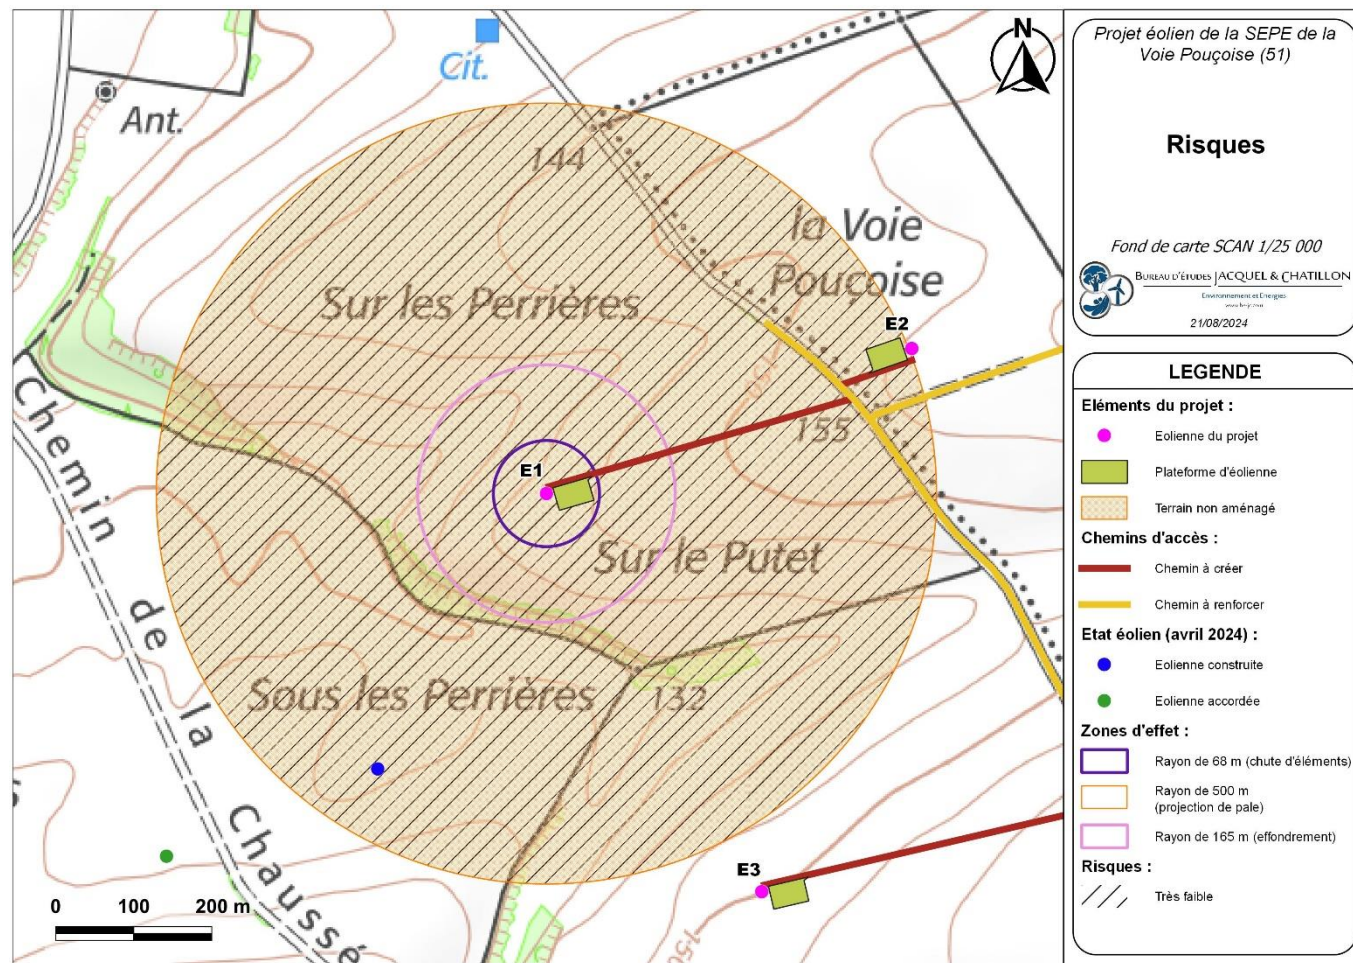 Cit.
Ant.
144
la Voie
Pouçoise
Sur les Perrières
E2
151
155
E1
Sur le Putet
Sous les Perrières
132
Chemin de la Chaussé
E3
150
0 100 200 m
N
Projet éolien de la SEPE de la
Voie Pouçoise (51)
Risques
Fond de carte SCAN 1/25 000
BUREAU D'ÉTUDES JACQUEL & CHATILLON
Environnement et Energies
21/08/2024
LEGENDE
Eléments du projet :
Eolienne du projet
Plateforme d'éolienne
Terrain non aménagé
Chemins d'accès :
Chemin à créer
Chemin à renforcer
Etat éolien (avril 2024) :
Eolienne construite
Eolienne accordée
Zones d'effet :
Rayon de 68 m (chute d'éléments)
Rayon de 500 m
(projection de pale)
Rayon de 165 m (effondrement)
Risques :
Très faible